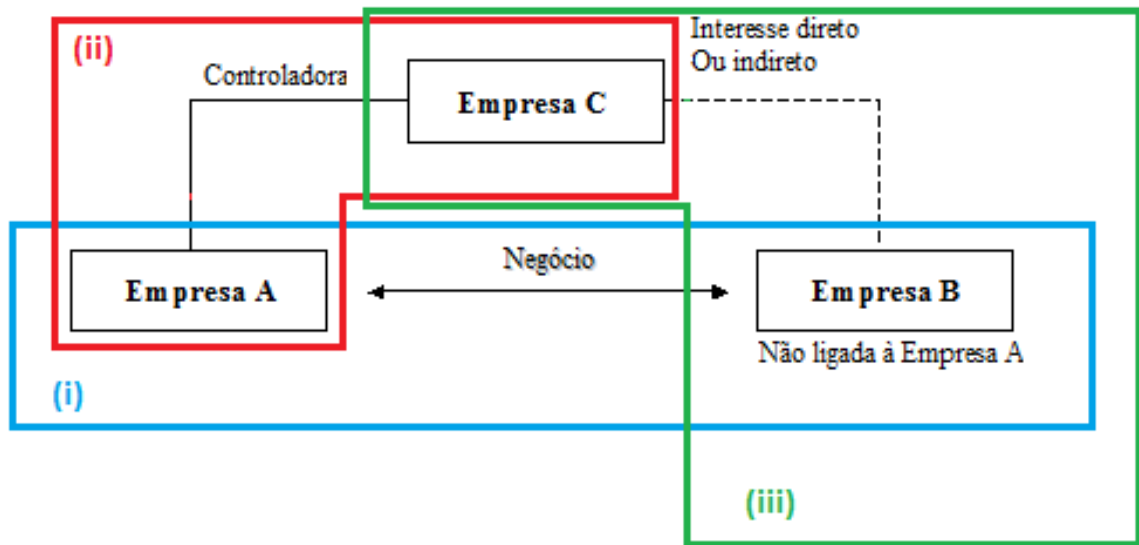 (ii)
Controladora
Empresa C
Interesse direto
Ou indireto
Negócio
Empresa A
Empresa B
Não ligada à Empresa A
(i)
(iii)